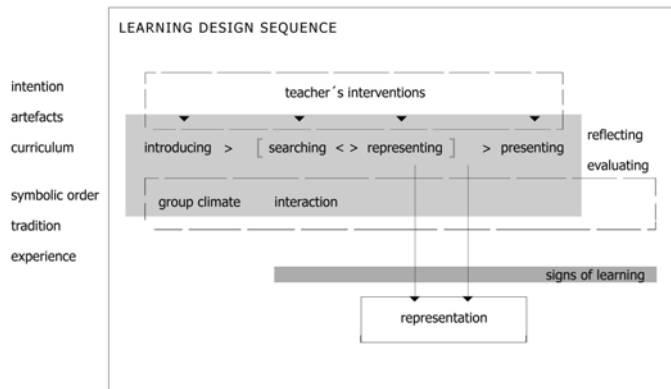 LEARNING DESIGN SEQUENCE
intention
artefacts
curriculum
symbolic order
tradition
experience
teacher´s interventions
introducing > [ searching < > representing ] > presenting
reflecting
evaluating
group climate interaction
signs of learning
representation